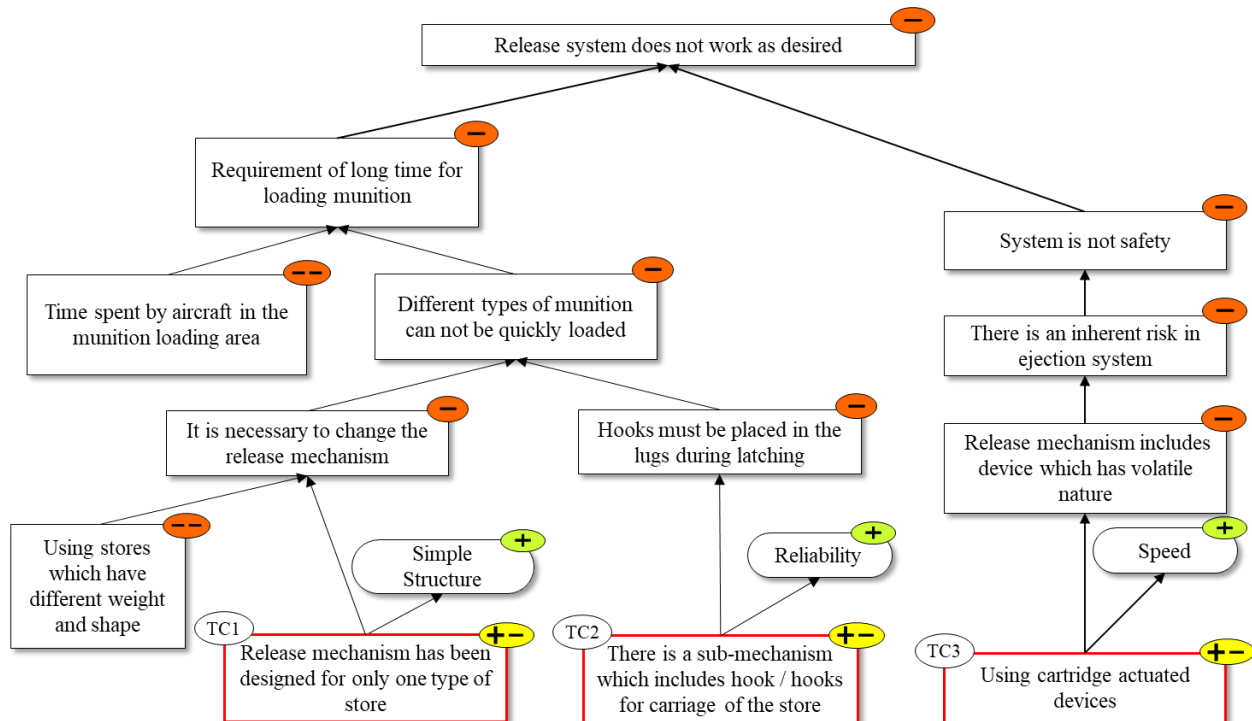 Release system does not work as desired
Requirement of long time for
loading munition
System is not safety
Time spent by aircraft in the
munition loading area
Different types of munition
can not be quickly loaded
There is an inherent risk in
ejection system
It is necessary to change the
release mechanism
Hooks must be placed in the
lugs during latching
Release mechanism includes
device which has volatile
nature
Using stores
which have
different weight
and shape
Simple
Structure
Reliability
Speed
TC1
Release mechanism has been
designed for only one type of
store
TC2
There is a sub-mechanism
which includes hook / hooks
for carriage of the store
TC3
Using cartridge actuated
devices